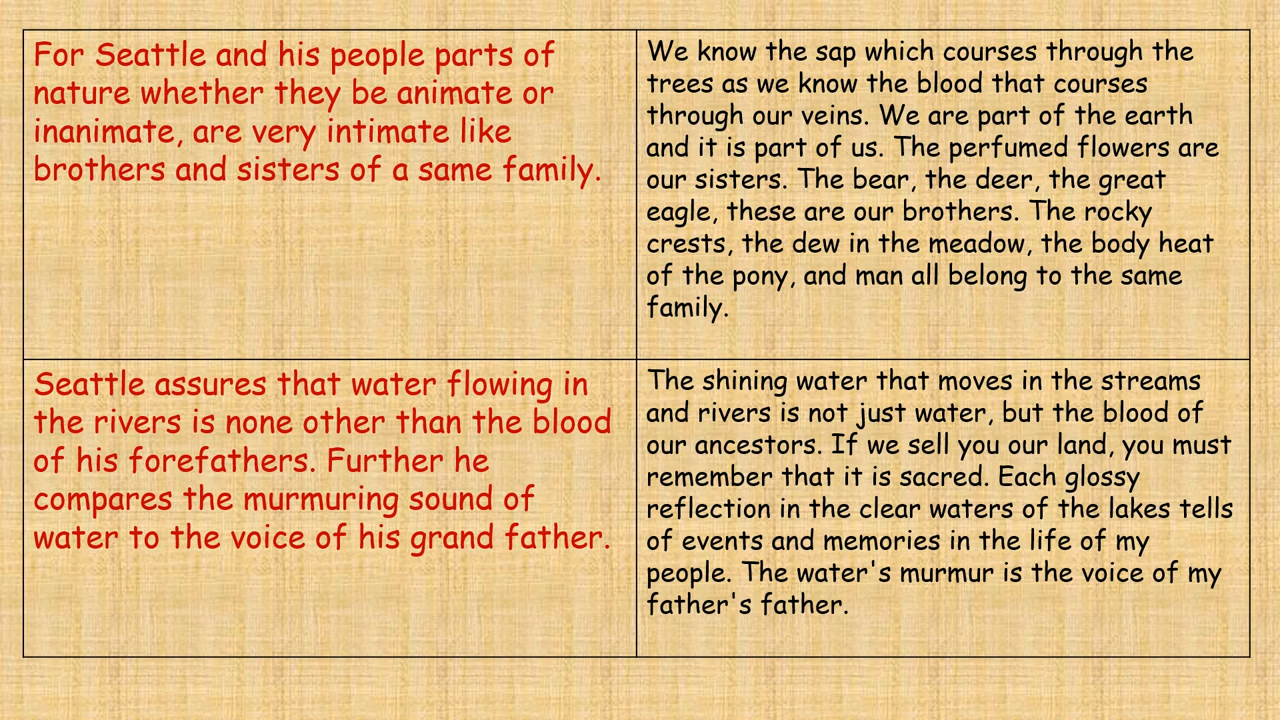 For Seattle and his people parts of
nature whether they be animate or
inanimate, are very intimate like
brothers and sisters of a same family.
We know the sap which courses through the
trees as we know the blood that courses
through our veins. We are part of the earth
and it is part of us. The perfumed flowers are
our sisters. The bear, the deer, the great
eagle, these are our brothers. The rocky
crests, the dew in the meadow, the body heat
of the pony, and man all belong to the same
family.
Seattle assures that water flowing in
the rivers is none other than the blood
of his forefathers. Further he
compares the murmuring sound of
water to the voice of his grand father.
The shining water that moves in the streams
and rivers is not just water, but the blood of
our ancestors. If we sell you our land, you must
remember that it is sacred. Each glossy
reflection in the clear waters of the lakes tells
of events and memories in the life of my
people. The water's murmur is the voice of my
father's father.